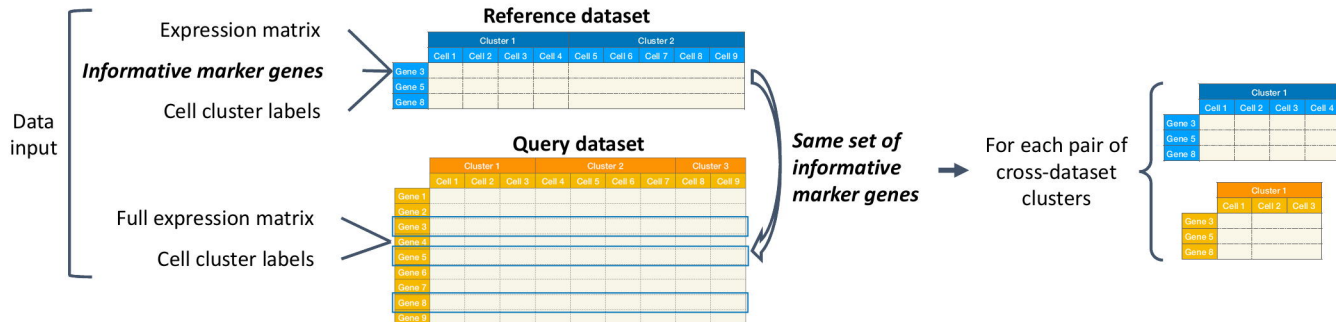 Data
input
Expression matrix
Informative marker genes
Cell cluster labels
Full expression matrix
Cell cluster labels
Reference dataset
Cluster 1 Cluster 2
Cell 1 Cell 2 Cell 3 Cell 4 Cell 5 Cell 6 Cell 7 Cell 8 Cell 9
Gene 3
Gene 5
Gene 8
Query dataset
Cluster 1 Cluster 2 Cluster 3
Cell 1 Cell 2 Cell 3 Cell 4 Cell 5 Cell 6 Cell 7 Cell 8 Cell 9
Gene 1
Gene 2
Gene 3
Gene 4
Gene 5
Gene 6
Gene 7
Gene 8
Gene 9
Same set of
informative
marker genes
For each pair of
cross-dataset
clusters
Cluster 1
Cell 1 Cell 2 Cell 3 Cell 4
Gene 3
Gene 5
Gene 8
Cluster 1
Cell 1 Cell 2 Cell 3
Gene 3
Gene 5
Gene 8